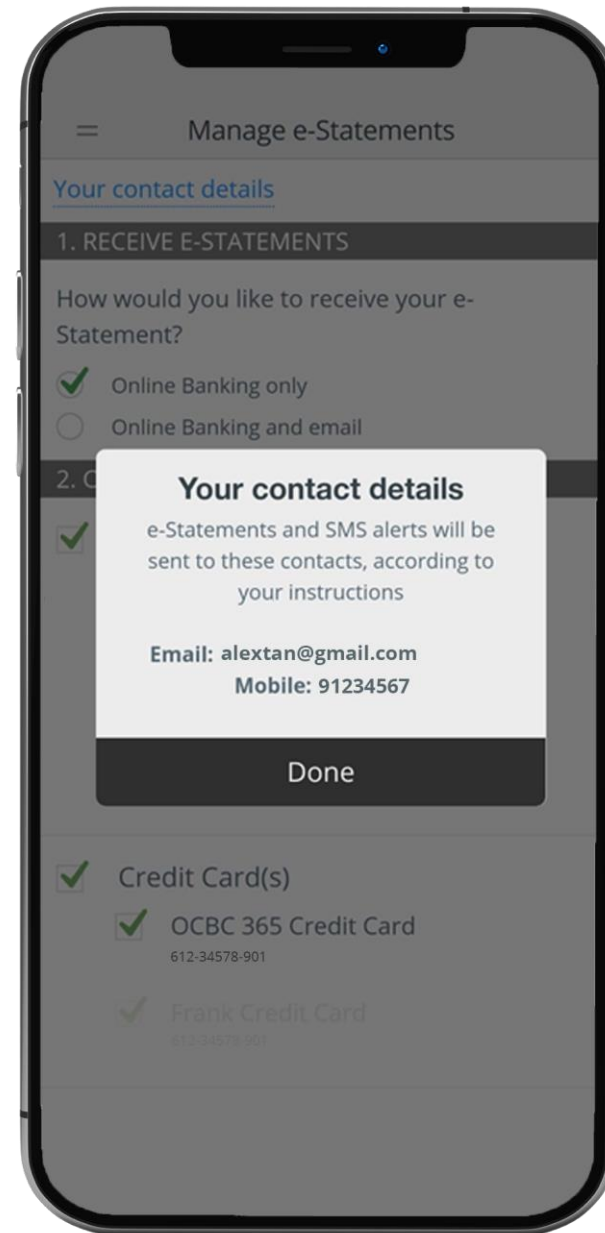 Manage e-Statements
Your contact details
1. RECEIVE E-STATEMENTS
How would you like to receive your e-
Statement?
Online Banking only
Online Banking and email
2. C
Your contact details
e-Statements and SMS alerts will be
sent to these contacts, according to
your instructions
Email: alextan@gmail.com
Mobile: 91234567
Done
Credit Card(s)
OCBC 365 Credit Card
612-34578-901
Frank Credit Card
612-34578-901